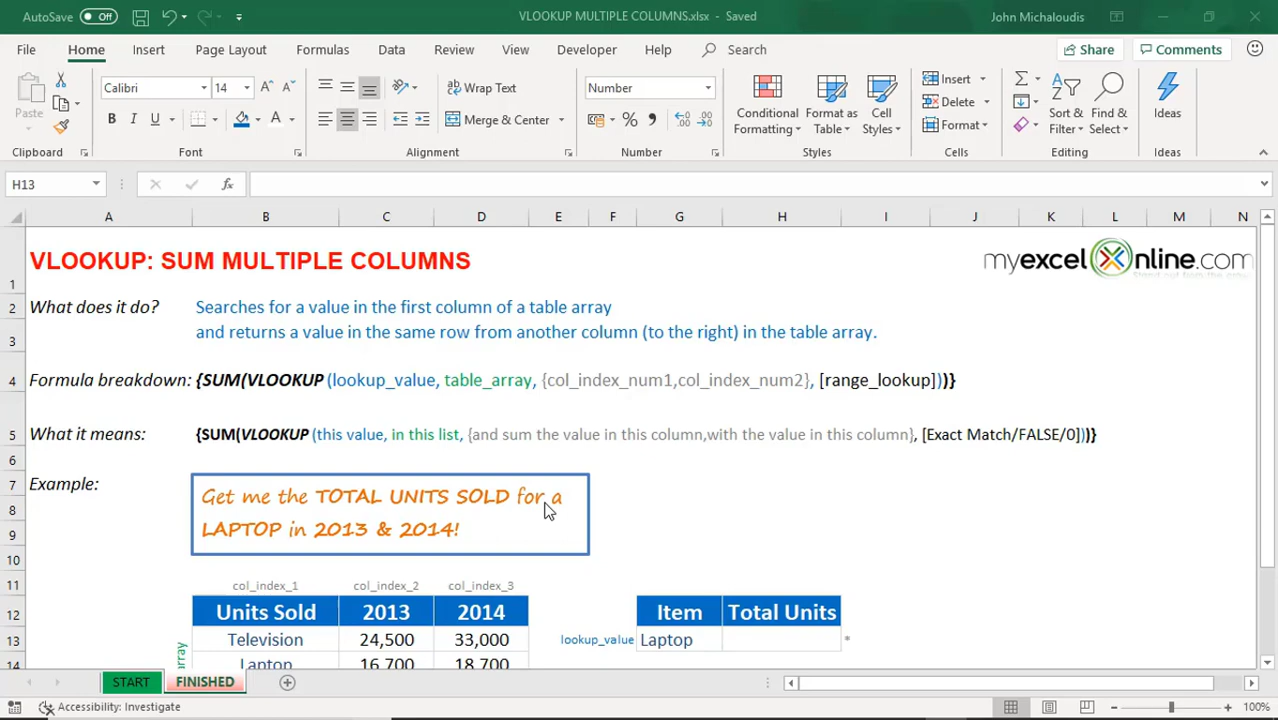 AutoSave Off VLOOKUP MULTIPLE COLUMNS.xlsx - Saved John Michaloudis
File Home Insert Page Layout Formulas Data Review View Developer Help Search Share Comments
Paste Calibri 14 Wrap Text Number Conditional Formatting Format as Table Cell Styles Insert Sort & Filter Find & Select Ideas
B I U A Merge & Center % Delete
Format
Clipboard Font Alignment Number Styles Cells Editing Ideas
H13 fx
A B C D E F G H I J K L M N
1 VLOOKUP: SUM MULTIPLE COLUMNS myexcelonline.com
2 What does it do? Searches for a value in the first column of a table array
3 and returns a value in the same row from another column (to the right) in the table array.
4 Formula breakdown: {SUM(VLOOKUP (lookup_value, table_array, {col_index_num1,col_index_num2}, [range_lookup]))}
5 What it means: {SUM(VLOOKUP (this value, in this list, {and sum the value in this column,with the value in this column}, [Exact Match/FALSE/0]))}
6
7 Example: Get me the TOTAL UNITS SOLD for a
8
9 LAPTOP in 2013 & 2014!
10
11 col_index_1 col_index_2 col_index_3
12 Units Sold 2013 2014 Item Total Units
13 Television 24,500 33,000 lookup_value Laptop *
14 array Laptop 16,700 18,700
START FINISHED
Accessibility: Investigate 100%